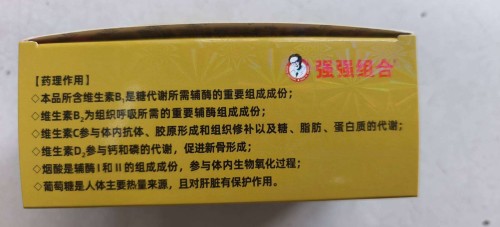 强强组合
【药理作用】
◇本品所含维生素B₁是糖代谢所需辅酶的重要组成成份；
◇维生素B₂为组织呼吸所需的重要辅酶组成成份；
◇维生素C参与体内抗体、胶原形成和组织修补以及糖、脂肪、蛋白质的代谢；
◇维生素D₂参与钙和磷的代谢，促进新骨形成；
◇烟酸是辅酶Ⅰ和Ⅱ的组成成份，参与体内生物氧化过程；
◇葡萄糖是人体主要热量来源，且对肝脏有保护作用。